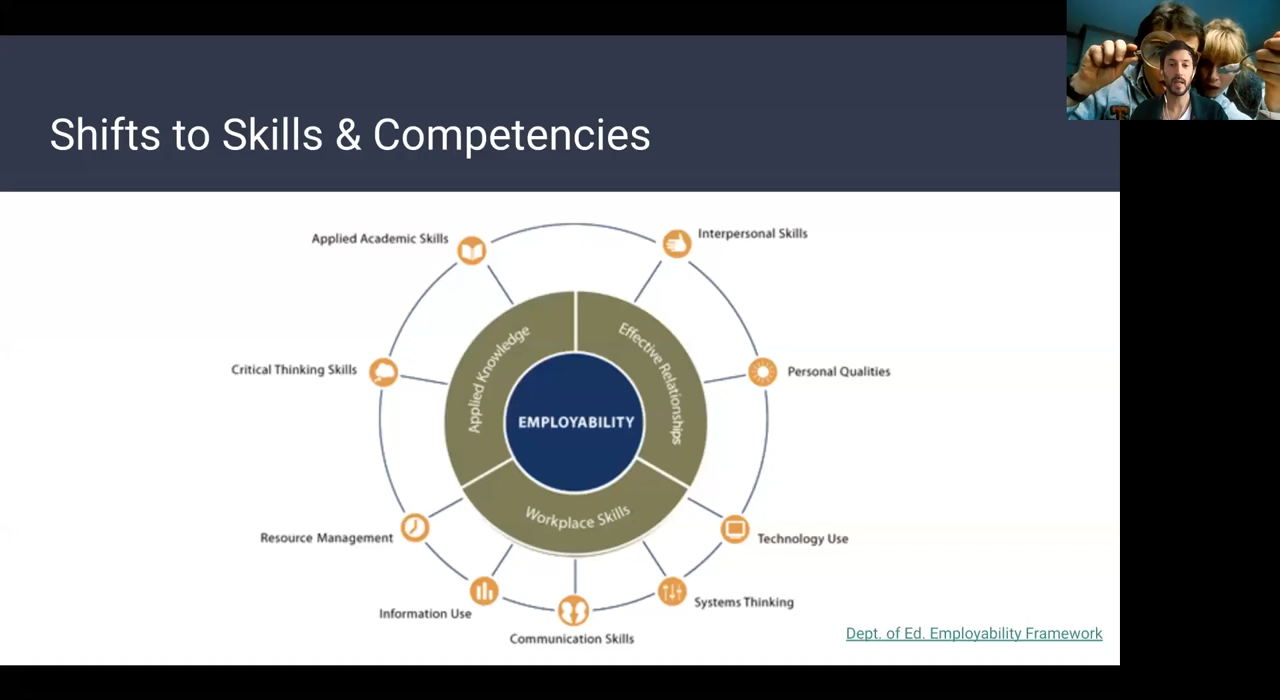 Shifts to Skills & Competencies
Applied Academic Skills
Interpersonal Skills
Applied Knowledge
Effective Relationships
Critical Thinking Skills
Personal Qualities
EMPLOYABILITY
Workplace Skills
Resource Management
Technology Use
Information Use
Systems Thinking
Communication Skills
Dept. of Ed. Employability Framework